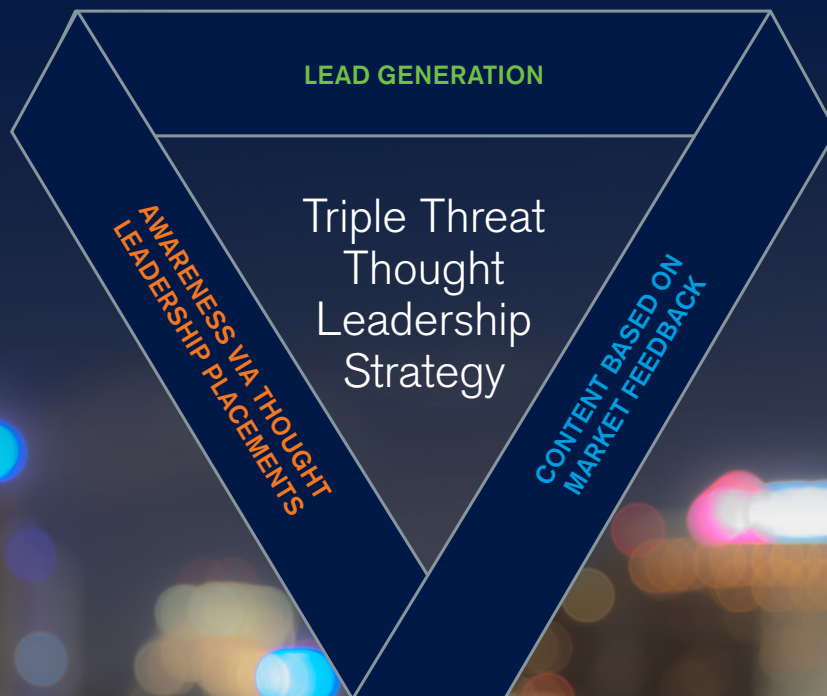 LEAD GENERATION
Triple Threat
Thought
Leadership
Strategy
AWARENESS VIA THOUGHT
LEADERSHIP PLACEMENTS
CONTENT BASED ON
MARKET FEEDBACK